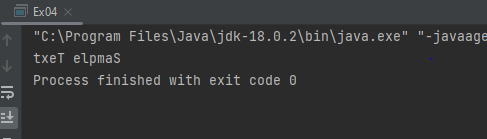 Ex04
"C:\Program Files\Java\jdk-18.0.2\bin\java.exe" "-javaage
txeT elpmaS
Process finished with exit code 0